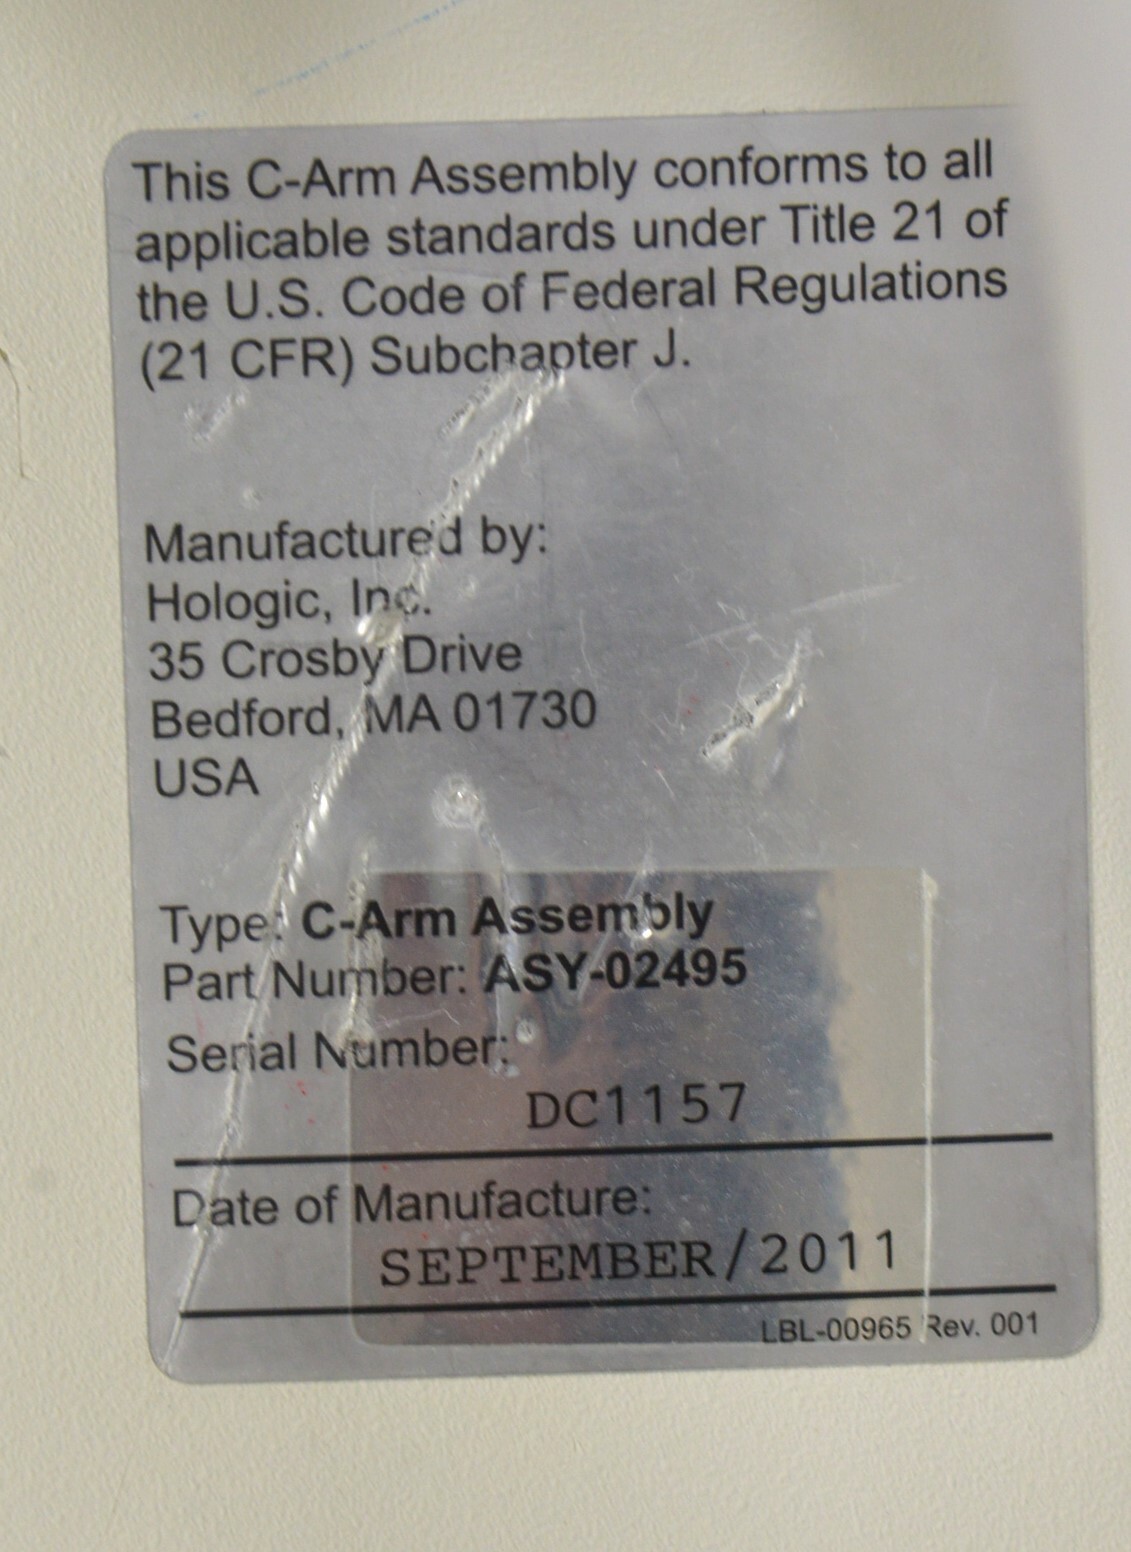 This C-Arm Assembly conforms to all
applicable standards under Title 21 of
the U.S. Code of Federal Regulations
(21 CFR) Subchapter J.
Manufactured by:
Hologic, Inc.
35 Crosby Drive
Bedford, MA 01730
USA
Type: C-Arm Assembly
Part Number: ASY-02495
Serial Number:
DC1157
Date of Manufacture:
SEPTEMBER/2011
LBL-00965 Rev. 001